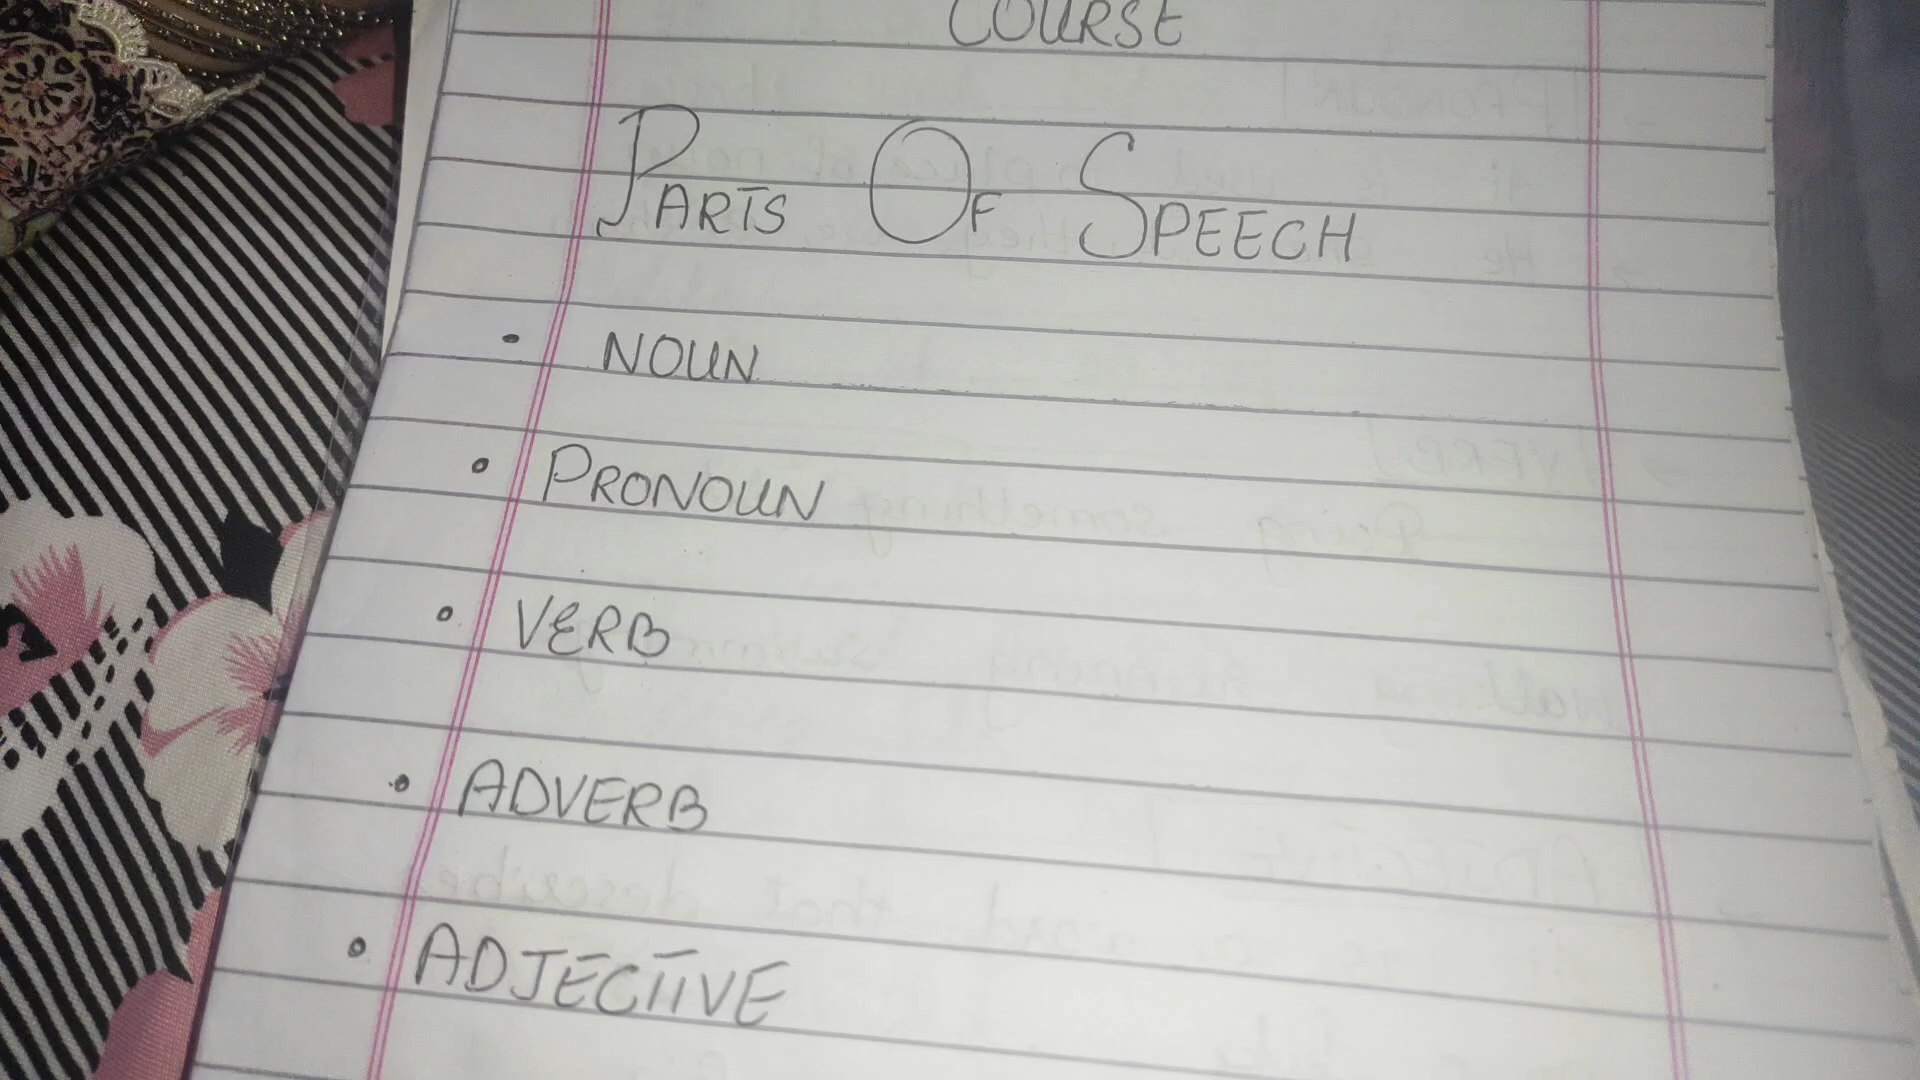 COURSE
PARTS OF SPEECH
• NOUN
• PRONOUN
• VERB
• ADVERB
• ADJECTIVE